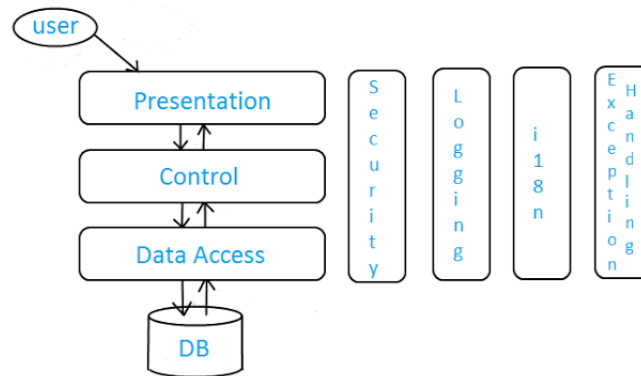 user
Presentation
Control
Data Access
DB
Security
Logging
i18n
Exception
Handling